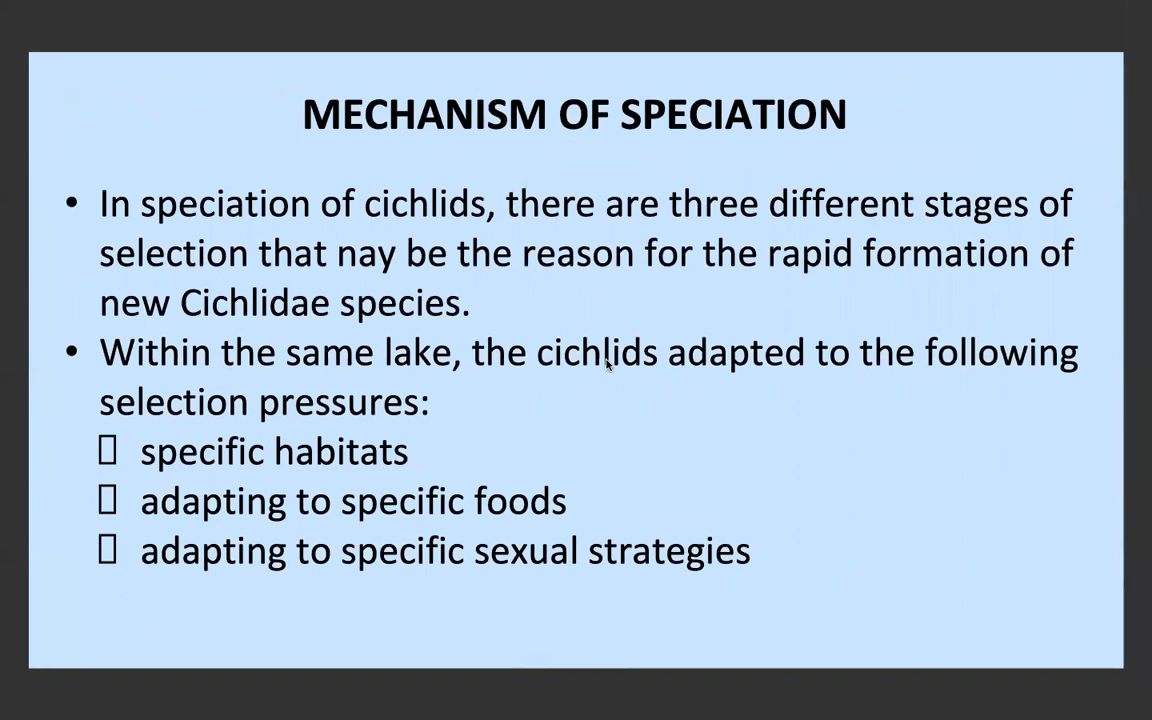 MECHANISM OF SPECIATION
• In speciation of cichlids, there are three different stages of
selection that nay be the reason for the rapid formation of
new Cichlidae species.
• Within the same lake, the cichlids adapted to the following
selection pressures:
▯ specific habitats
▯ adapting to specific foods
▯ adapting to specific sexual strategies